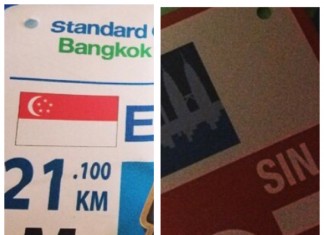 Standard
Bangkok
E
21.100
KM
M
SIN